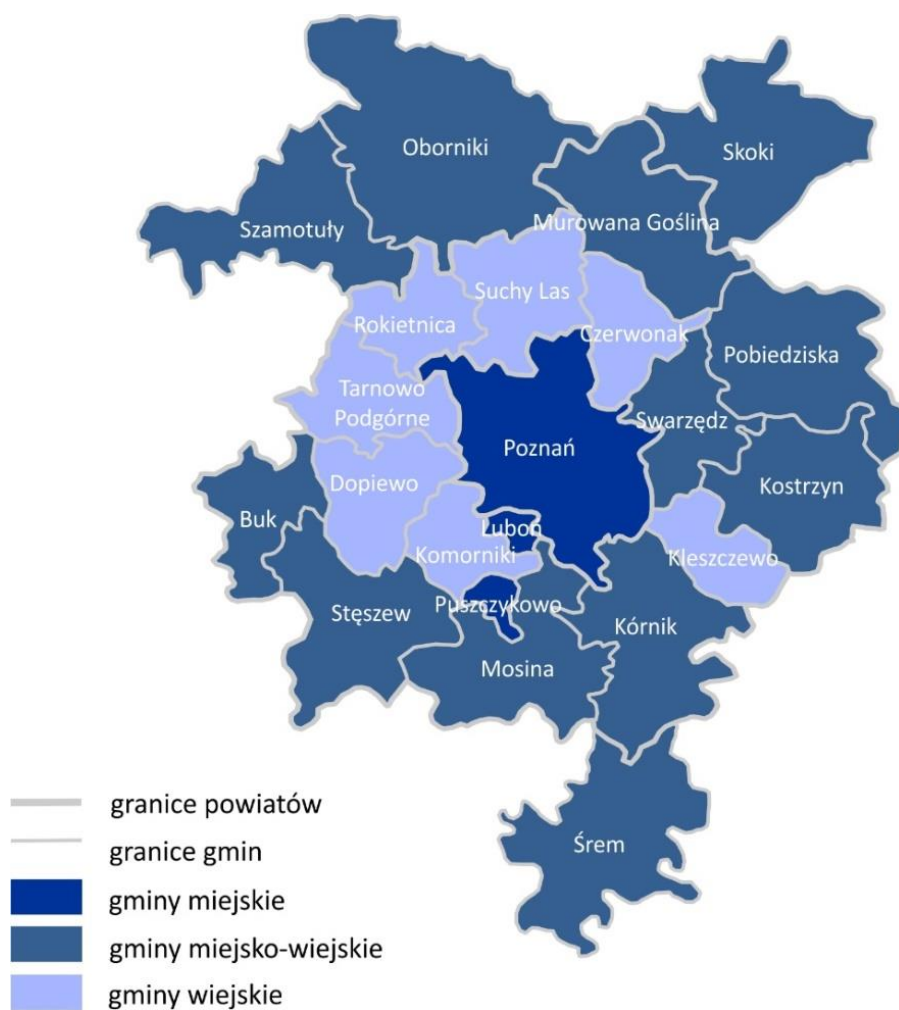 Oborniki
Skoki
Szamotuły
Murowana Goślina
Suchy Las
Rokietnica
Czerwonak
Pobiedziska
Tarnowo
Podgórne
Swarzędz
Poznań
Dopiewo
Kostrzyn
Buk
Luboń
Komorniki
Kleszczewo
Puszczykowo
Stęszew
Kórnik
Mosina
Śrem
granice powiatów
granice gmin
gminy miejskie
gminy miejsko-wiejskie
gminy wiejskie